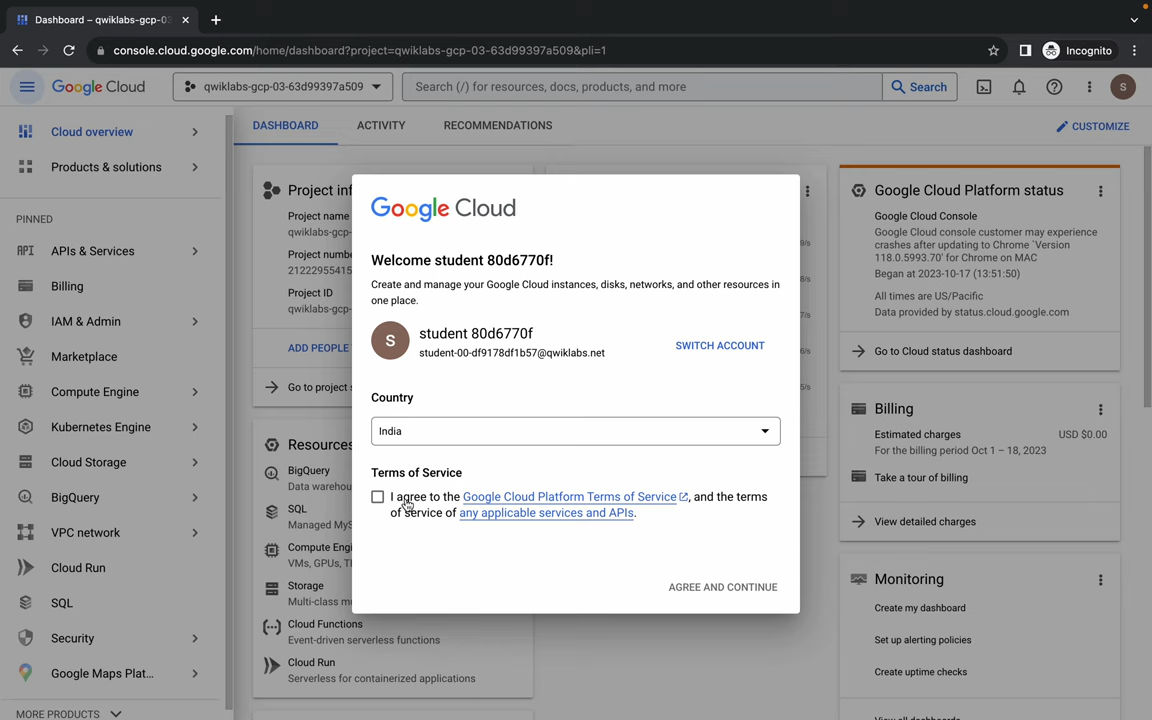 Dashboard – qwiklabs-gcp-03
console.cloud.google.com/home/dashboard?project=qwiklabs-gcp-03-63d99397a509&pli=1
Incognito
Google Cloud
qwiklabs-gcp-03-63d99397a509
Search (/) for resources, docs, products, and more
Search
S
Cloud overview
Products & solutions
PINNED
API APIs & Services
Billing
IAM & Admin
Marketplace
Compute Engine
Kubernetes Engine
Cloud Storage
BigQuery
VPC network
Cloud Run
SQL
Security
Google Maps Plat...
MORE PRODUCTS
DASHBOARD
ACTIVITY
RECOMMENDATIONS
CUSTOMIZE
Project
Project name
qwiklabs-gcp-
Project
21222955415
Project ID
qwiklabs-gcp-
ADD PEOPLE
Go to project
Resources
BigQuery
Data
SQL
Managed
Compute
VMs, GPUs,
Storage
Cloud Functions
Event-driven serverless functions
Cloud Run
Serverless for containerized applications
Google Cloud
Welcome student 80d6770f!
Create and manage your Google Cloud instances, disks, networks, and other resources in
one place.
S
student 80d6770f
student-00-df9178df1b57@qwiklabs.net
SWITCH ACCOUNT
Country
India
Terms of Service
I agree to the Google Cloud Platform Terms of Service, and the terms
of service of any applicable services and APIs.
AGREE AND CONTINUE
Google Cloud Platform status
Google Cloud Console
Google Cloud console customer may experience
crashes after updating to Chrome `Version
118.0.5993.70` for Chrome on MAC
Began at 2023-10-17 (13:51:50)
All times are US/Pacific
Data provided by status.cloud.google.com
Go to Cloud status dashboard
Billing
Estimated charges
USD $0.00
For the billing period Oct 1 – 18, 2023
Take a tour of billing
View detailed charges
Monitoring
Create my dashboard
Set up alerting policies
Create uptime checks